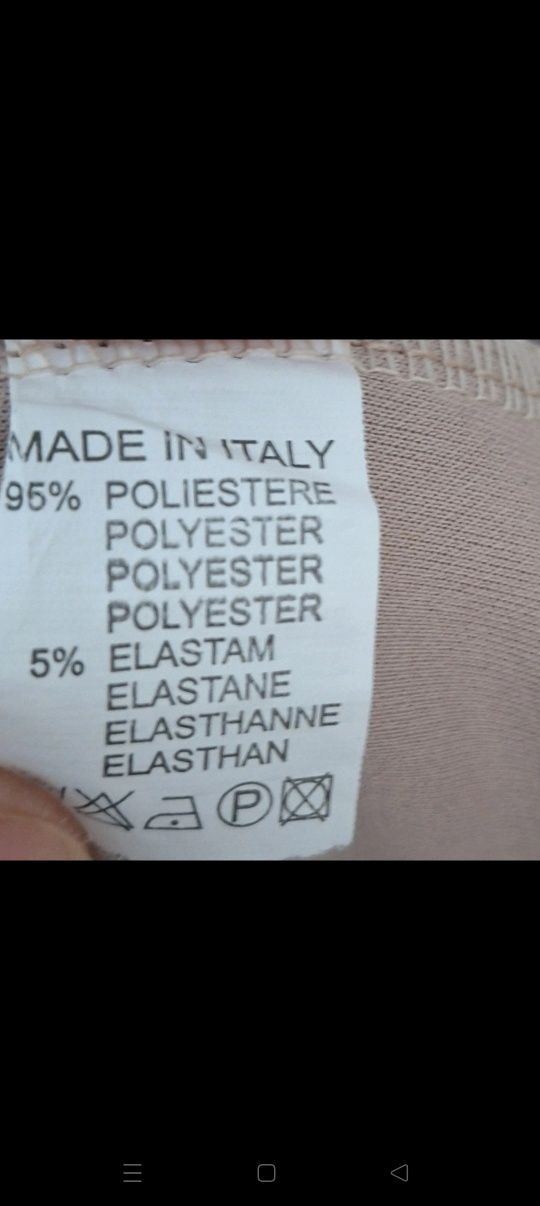 MADE IN ITALY
95% POLIESTERE
POLYESTER
POLYESTER
POLYESTER
5% ELASTAM
ELASTANE
ELASTHANNE
ELASTHAN
P